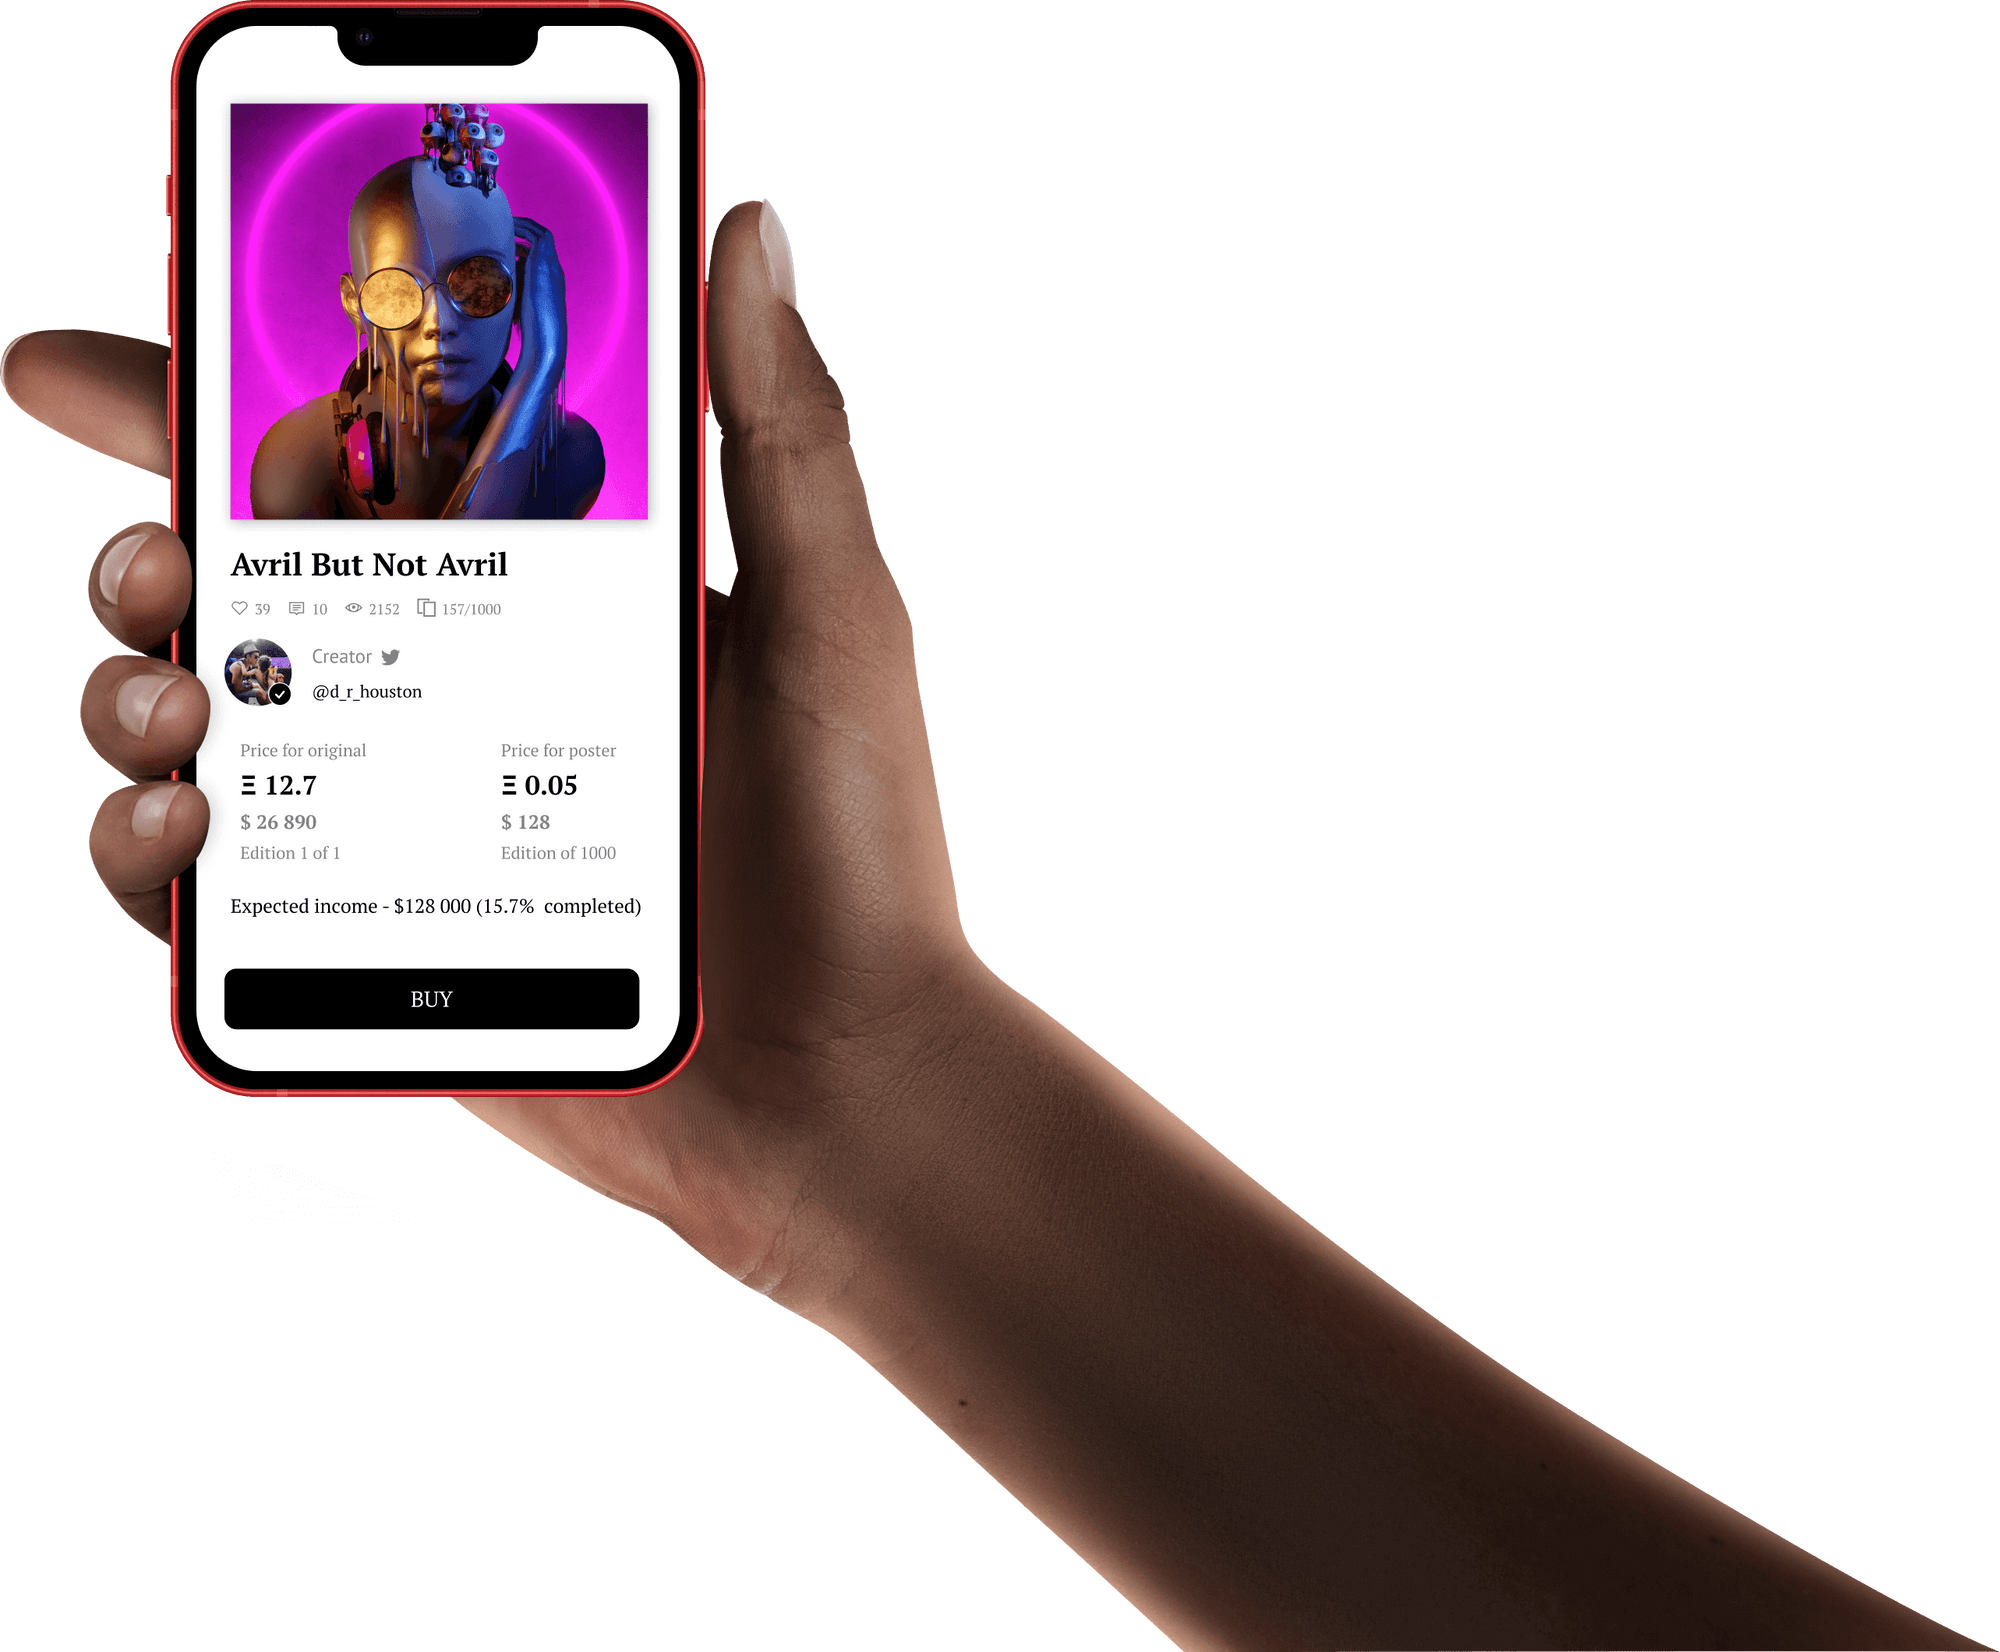 Avril But Not Avril
39 10 2152 157/1000
Creator
@d_r_houston
Price for original Price for poster
Ξ 12.7 Ξ 0.05
$ 26 890 $ 128
Edition 1 of 1 Edition of 1000
Expected income - $128 000 (15.7% completed)
BUY